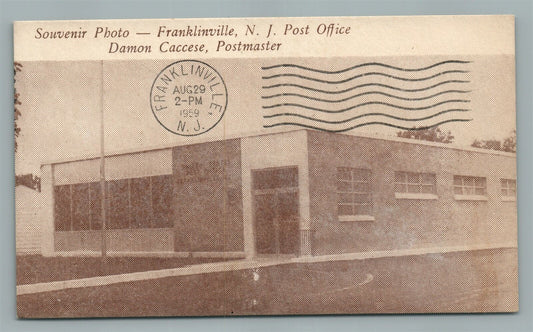 Souvenir Photo — Franklinville, N. J. Post Office
Damon Caccese, Postmaster
FRANKLINVILLE,
AUG 29
2-PM
1959
N. J.